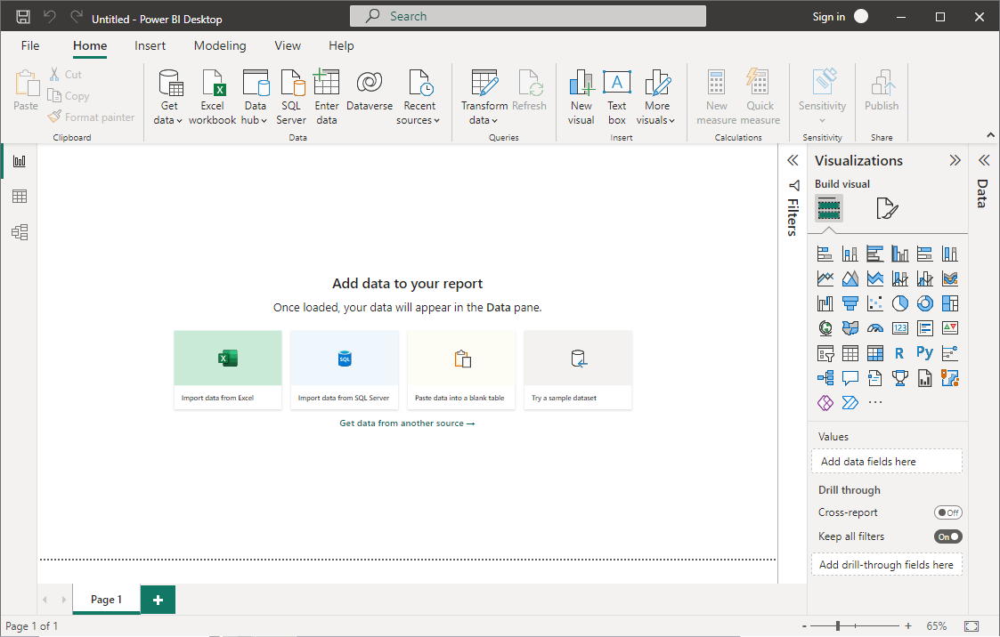 Untitled - Power BI Desktop
Search
Sign in
File Home Insert Modeling View Help
Paste
Cut
Copy
Format painter
Clipboard
Get data
Excel workbook
Data hub
SQL Server
Enter data
Dataverse
Recent sources
Data
Transform data
Refresh
Queries
New visual
Text box
More visuals
Insert
New measure
Quick measure
Calculations
Sensitivity
Sensitivity
Publish
Share
Filters
Visualizations
Data
Build visual
123
R
Py
Values
Add data fields here
Drill through
Cross-report
Off
Keep all filters
On
Add drill-through fields here
Add data to your report
Once loaded, your data will appear in the Data pane.
Import data from Excel
SQL
Import data from SQL Server
Paste data into a blank table
Try a sample dataset
Get data from another source →
Page 1
+
Page 1 of 1
- + 65%